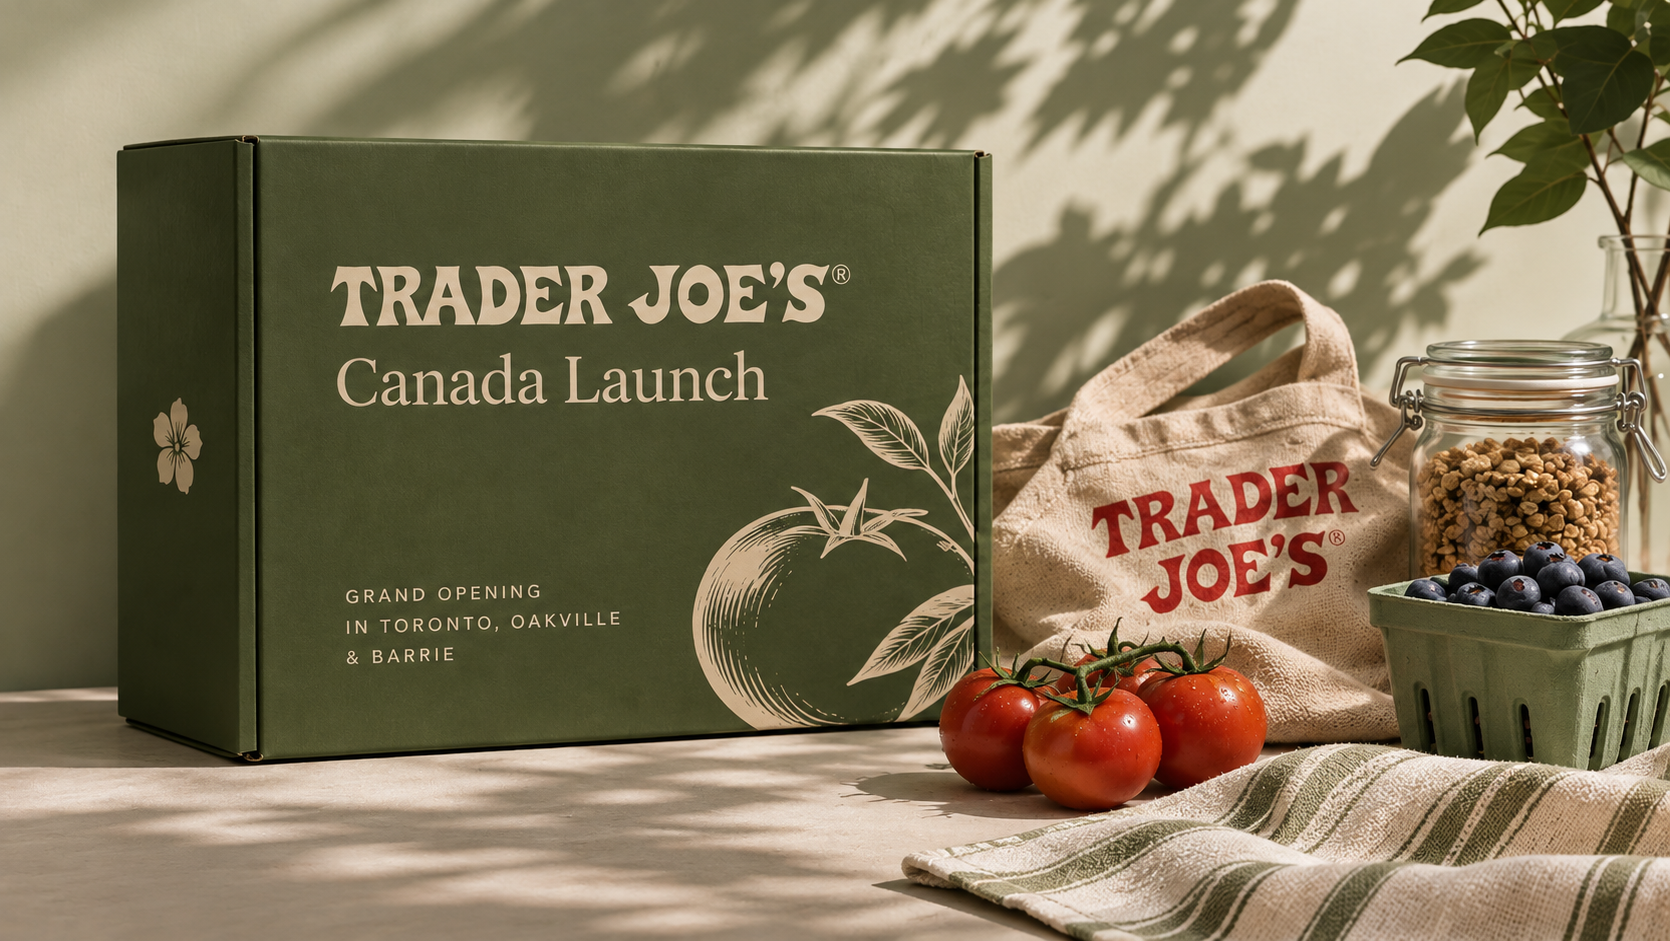 TRADER JOE'S®
Canada Launch
GRAND OPENING
IN TORONTO, OAKVILLE
& BARRIE
TRADER
JOE'S®